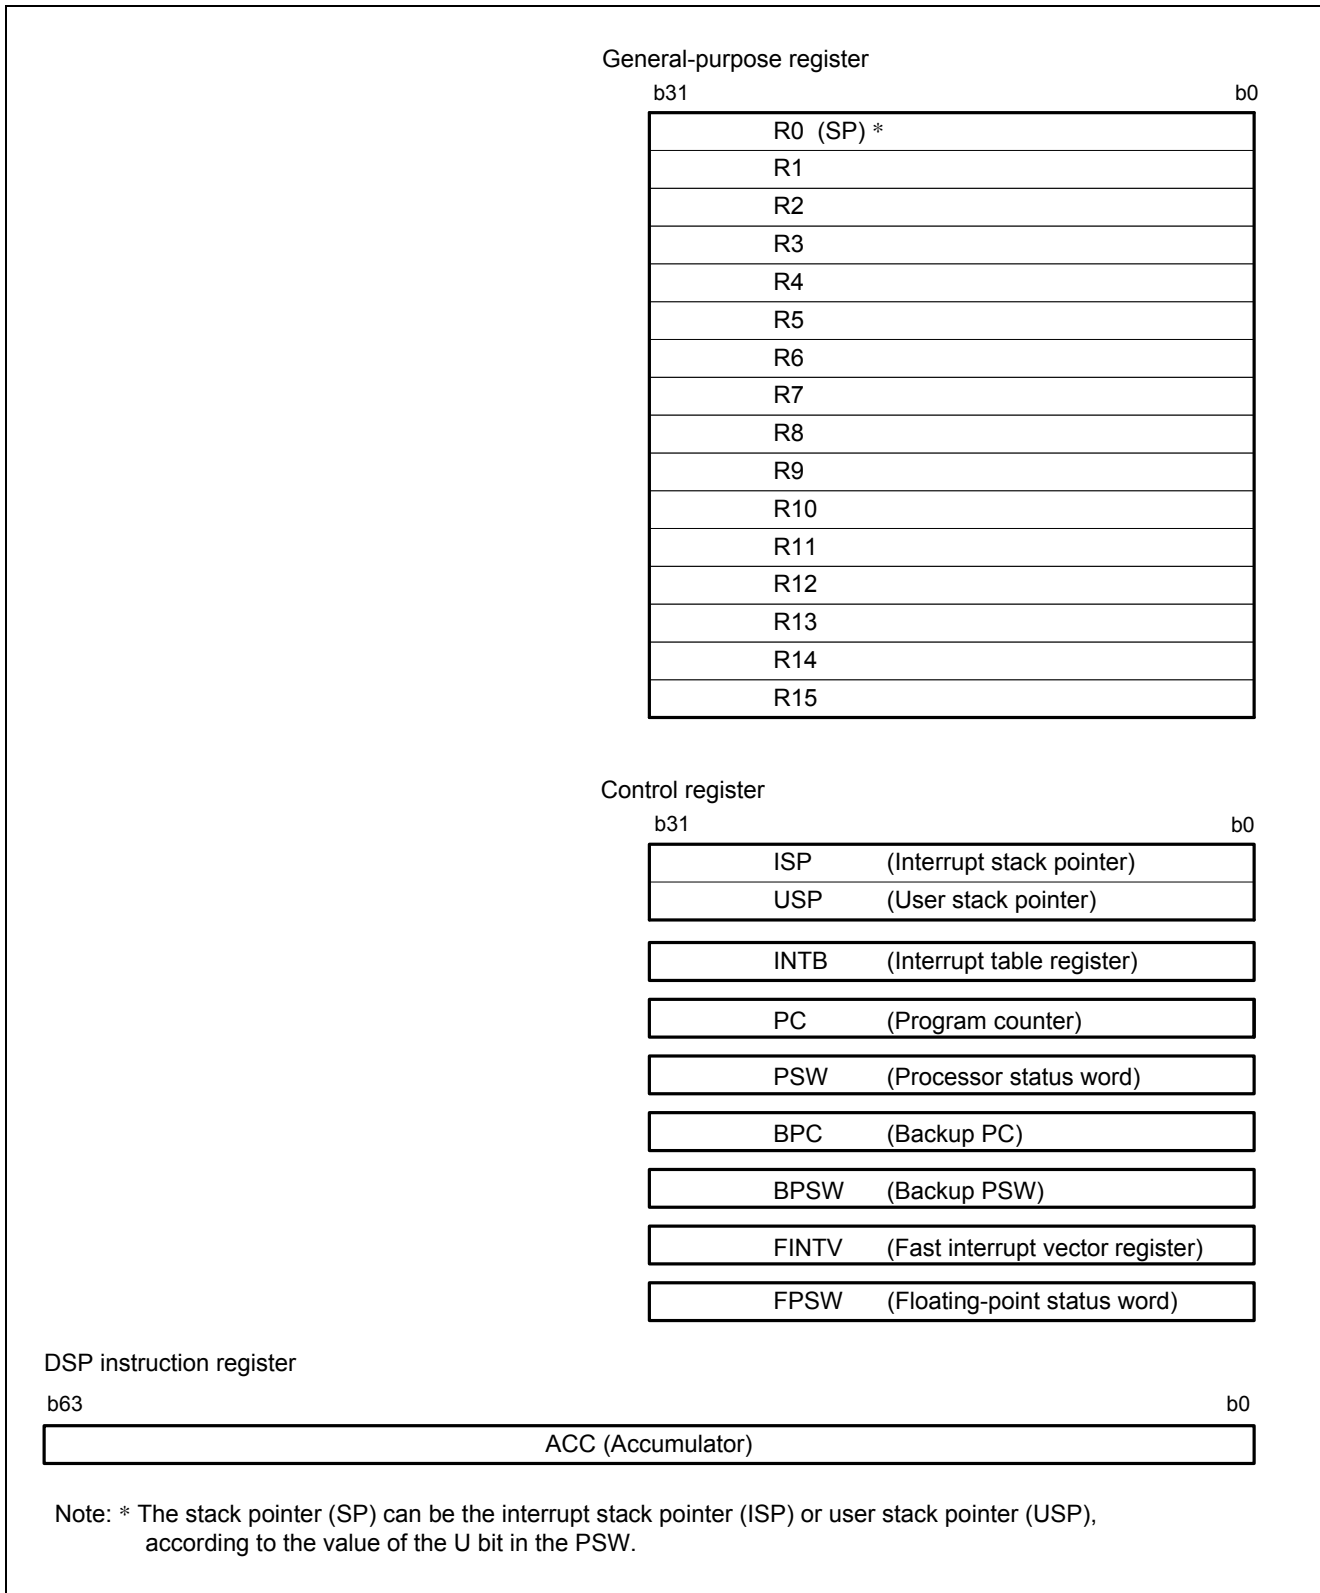 General-purpose register
b31 b0
R0 (SP) *
R1
R2
R3
R4
R5
R6
R7
R8
R9
R10
R11
R12
R13
R14
R15
Control register
b31 b0
ISP (Interrupt stack pointer)
USP (User stack pointer)
INTB (Interrupt table register)
PC (Program counter)
PSW (Processor status word)
BPC (Backup PC)
BPSW (Backup PSW)
FINTV (Fast interrupt vector register)
FPSW (Floating-point status word)
DSP instruction register
b63 b0
ACC (Accumulator)
Note: * The stack pointer (SP) can be the interrupt stack pointer (ISP) or user stack pointer (USP),
according to the value of the U bit in the PSW.